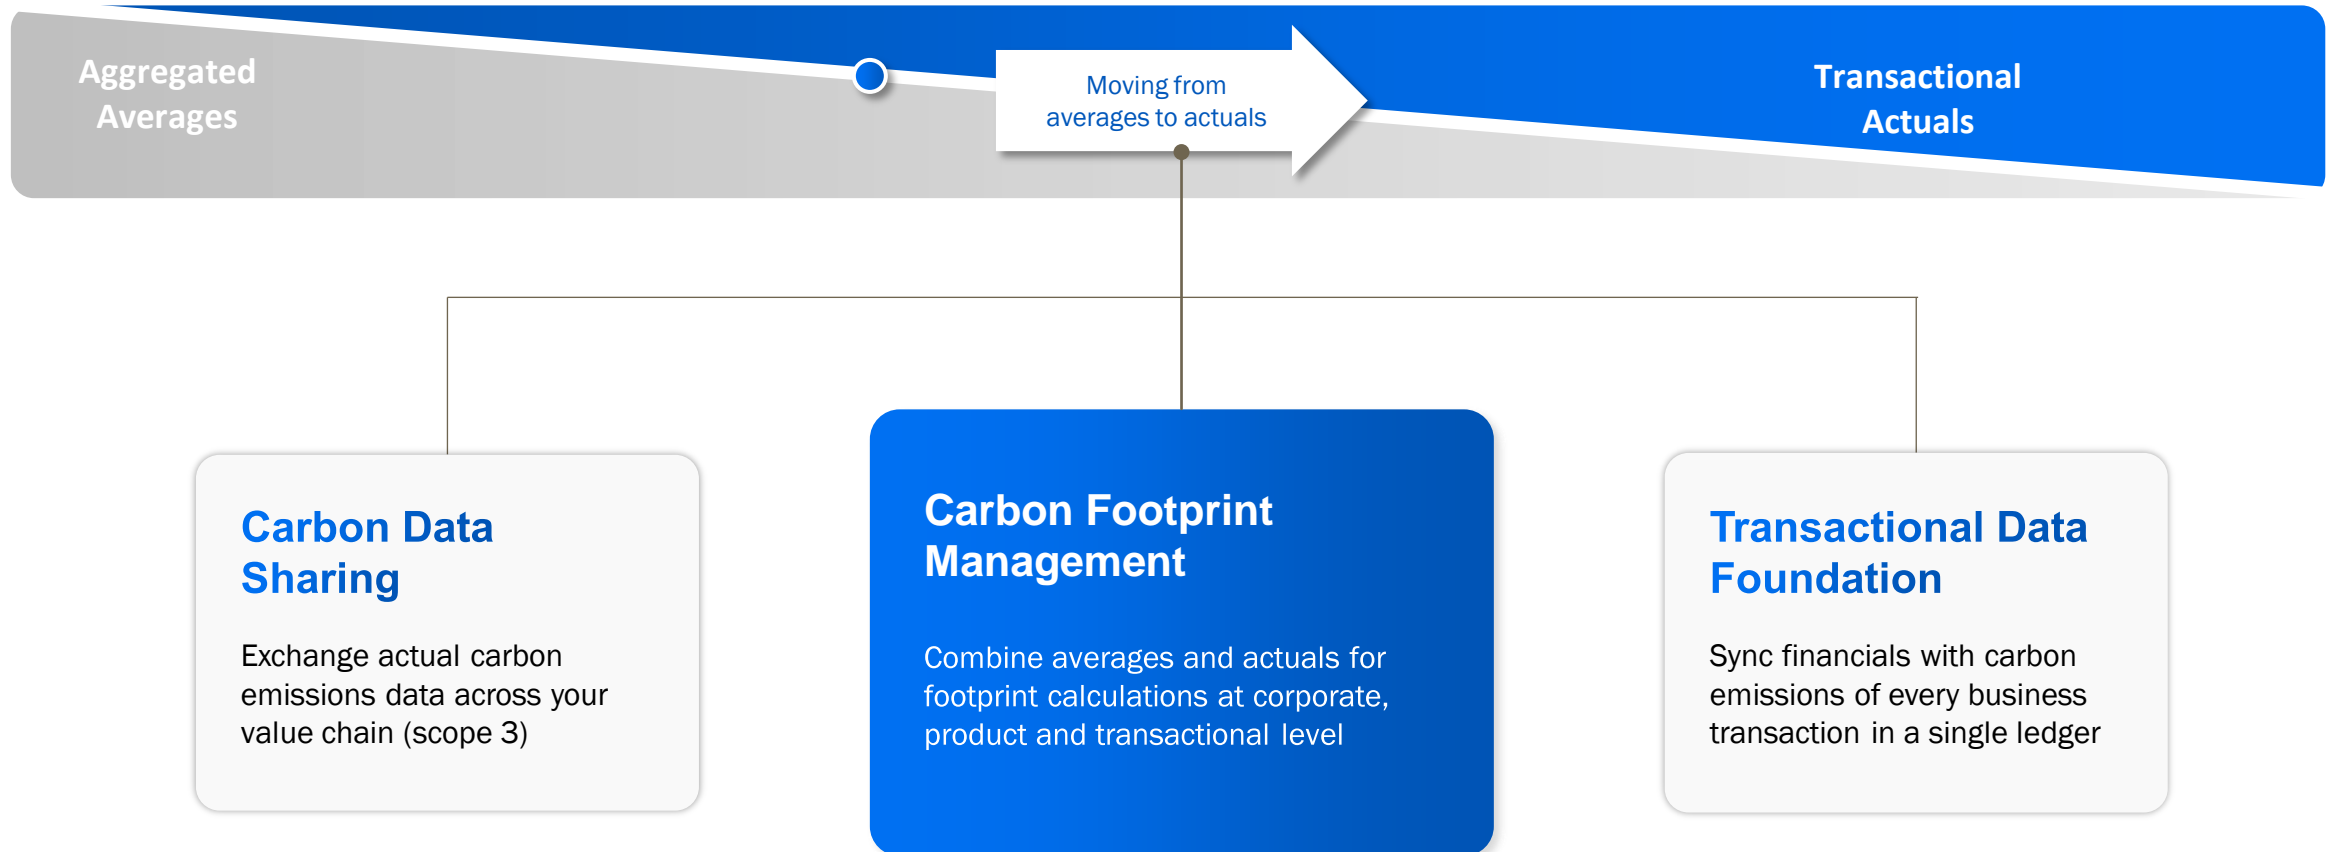 Aggregated
Averages
Moving from
averages to actuals
Transactional
Actuals
Carbon Data
Sharing
Exchange actual carbon
emissions data across your
value chain (scope 3)
Carbon Footprint
Management
Combine averages and actuals for
footprint calculations at corporate,
product and transactional level
Transactional Data
Foundation
Sync financials with carbon
emissions of every business
transaction in a single ledger